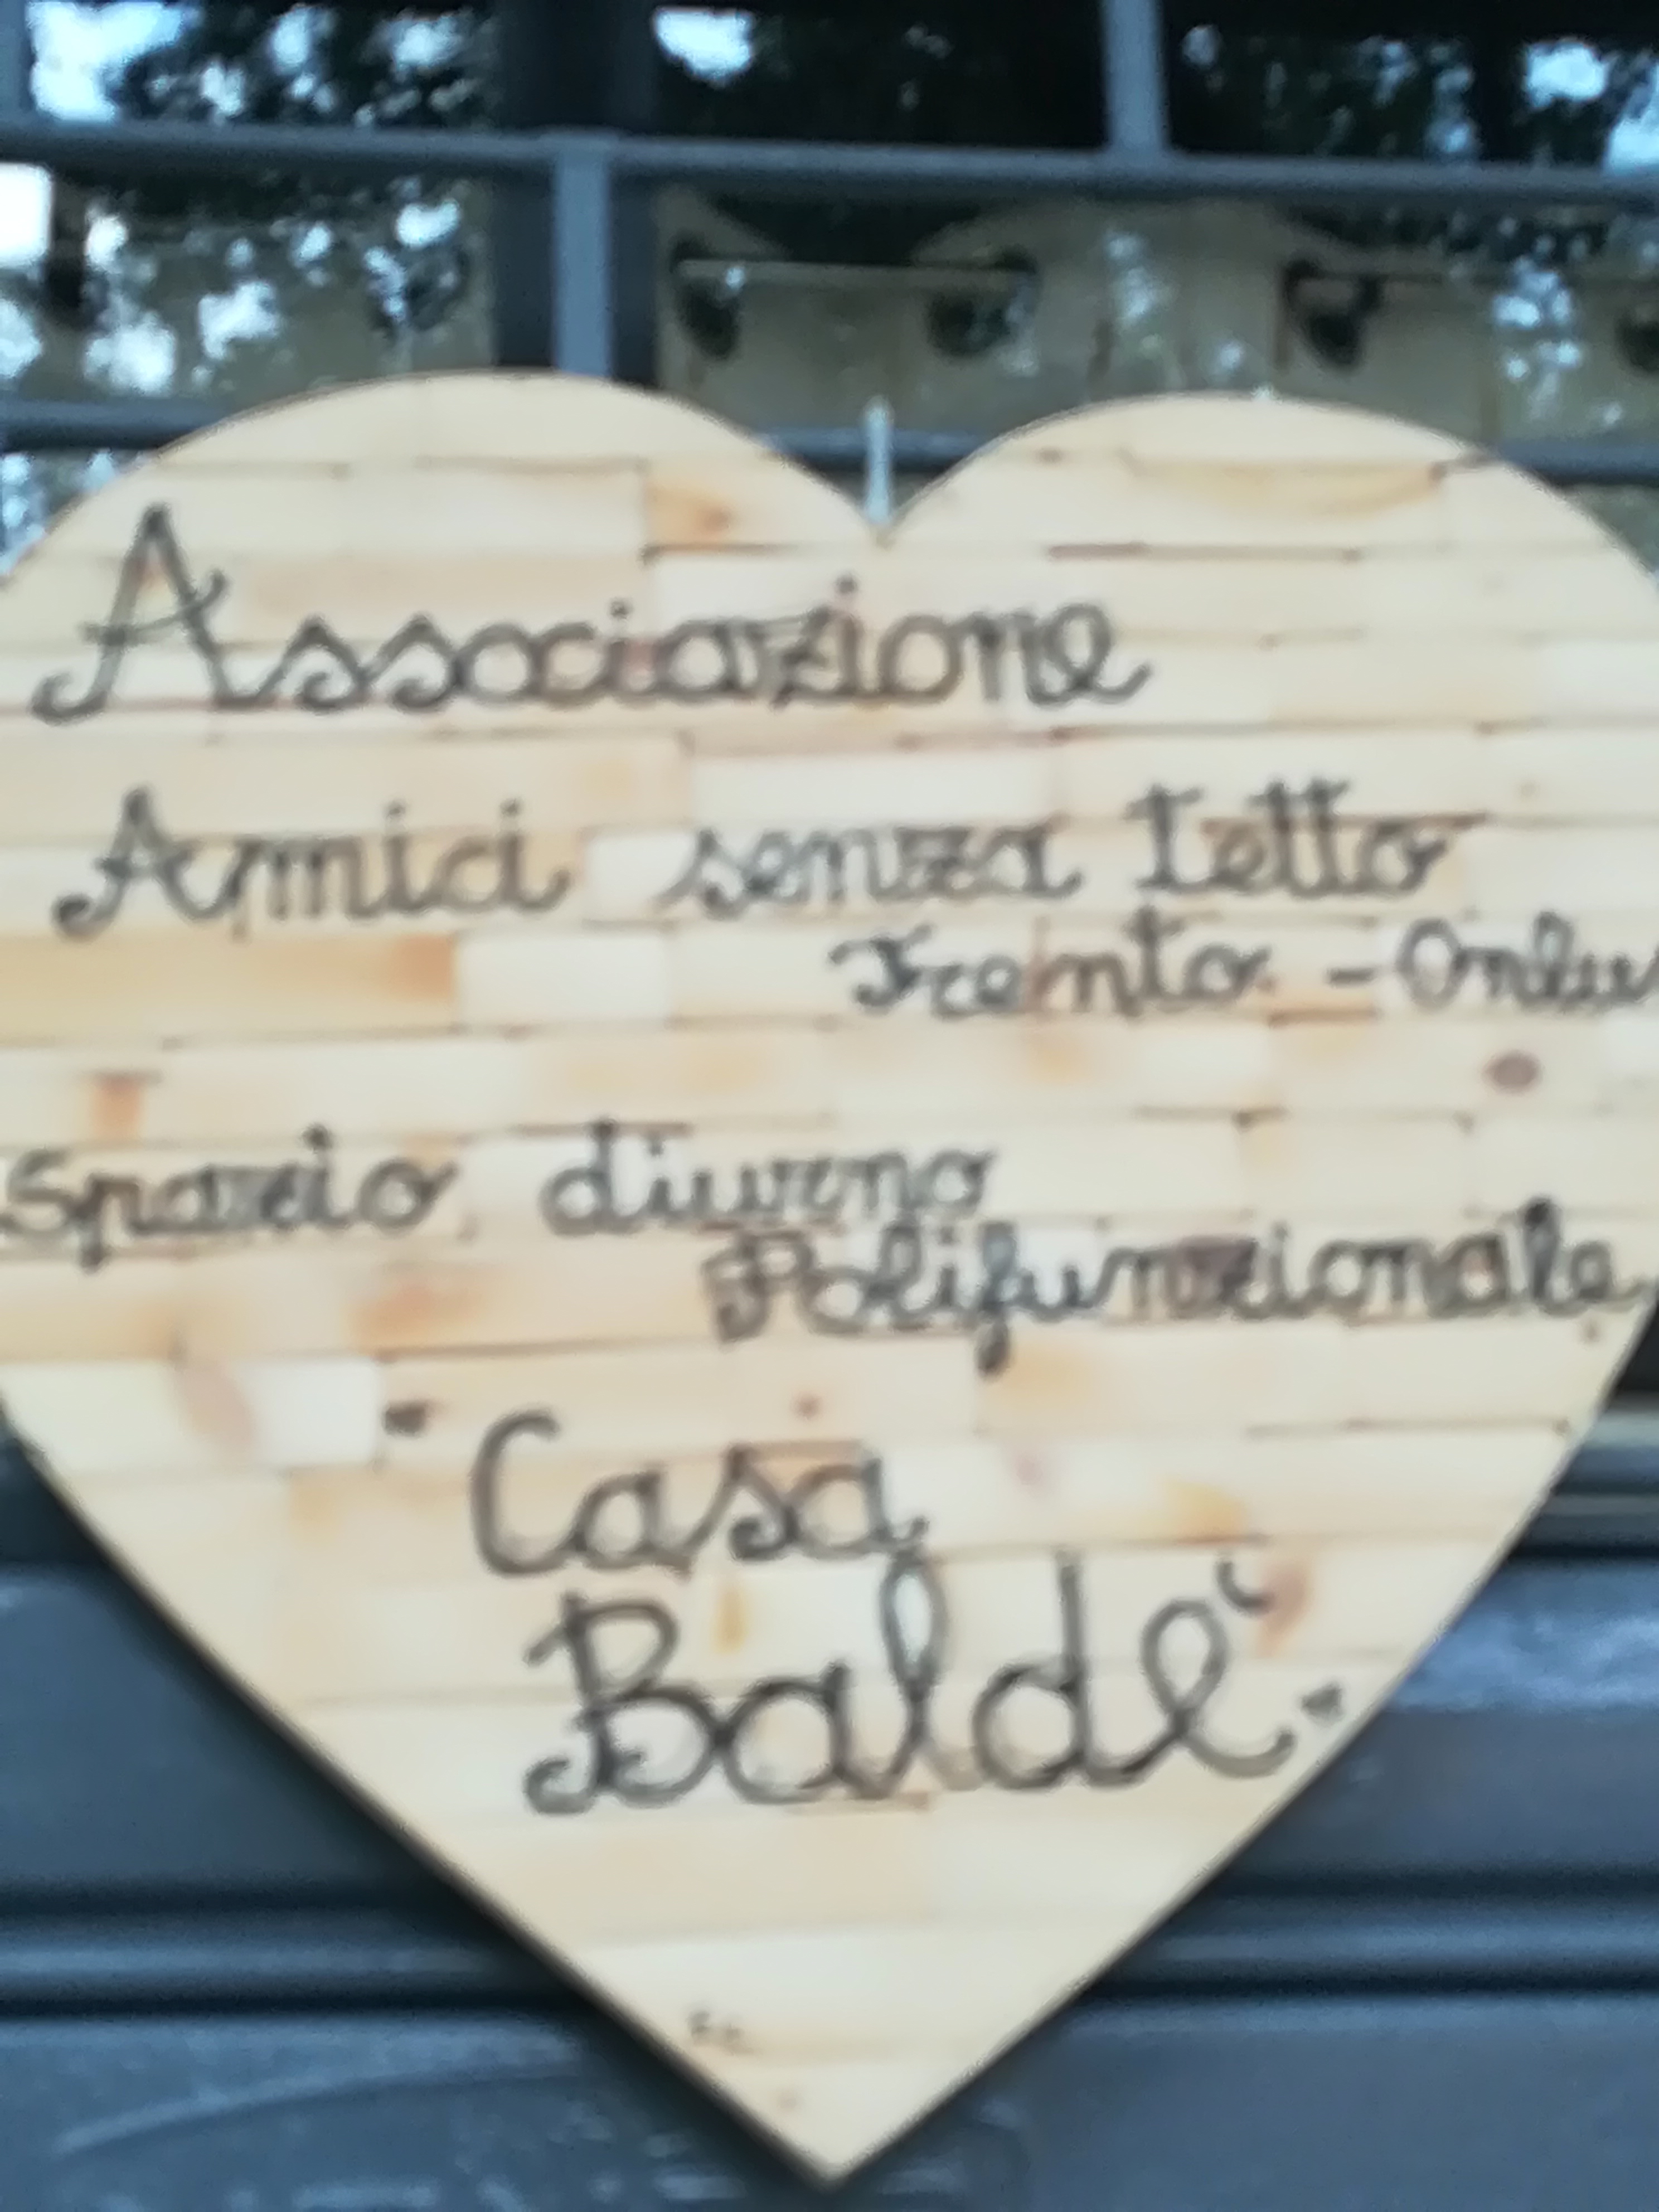 Associazione
Amici senza Tetto
Trento - Onlus
Spazio diurno
Polifunzionale
"Casa
Baldè"